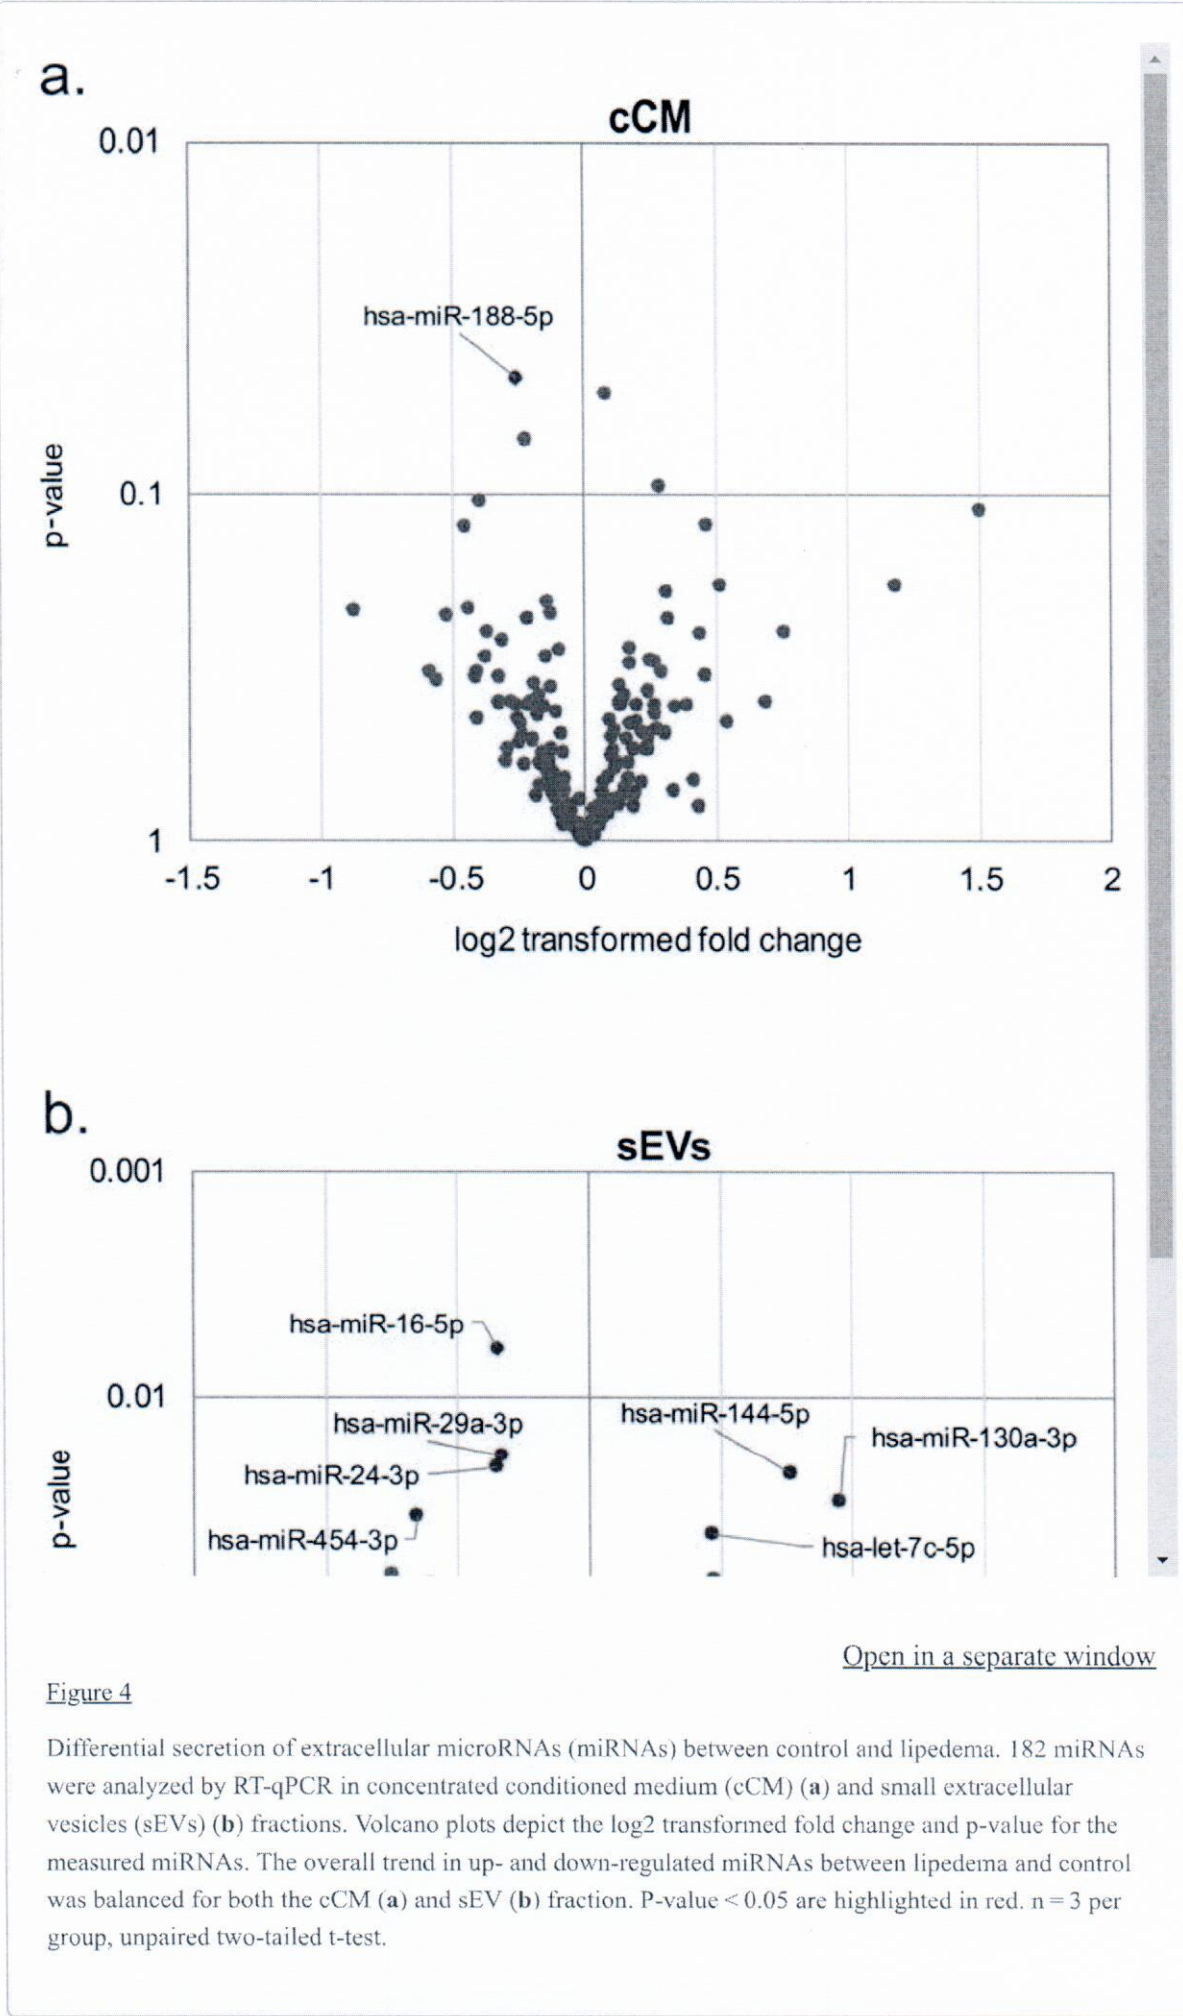 a.
cCM
0.01
hsa-miR-188-5p
p-value
0.1
1
-1.5 -1 -0.5 0 0.5 1 1.5 2
log2 transformed fold change
b.
sEVs
0.001
hsa-miR-16-5p
0.01
hsa-miR-144-5p
hsa-miR-29a-3p
hsa-miR-130a-3p
hsa-miR-24-3p
p-value
hsa-miR-454-3p
hsa-let-7c-5p
Open in a separate window
Figure 4
Differential secretion of extracellular microRNAs (miRNAs) between control and lipedema. 182 miRNAs
were analyzed by RT-qPCR in concentrated conditioned medium (cCM) (a) and small extracellular
vesicles (sEVs) (b) fractions. Volcano plots depict the log2 transformed fold change and p-value for the
measured miRNAs. The overall trend in up- and down-regulated miRNAs between lipedema and control
was balanced for both the cCM (a) and sEV (b) fraction. P-value < 0.05 are highlighted in red. n = 3 per
group, unpaired two-tailed t-test.